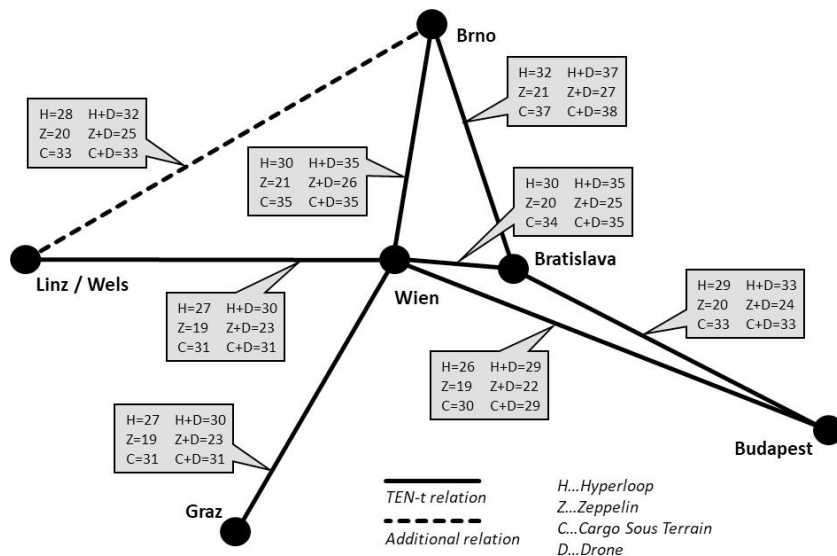 Brno
H=32 H+D=37
Z=21 Z+D=27
C=37 C+D=38
H=28 H+D=32
Z=20 Z+D=25
C=33 C+D=33
H=30 H+D=35
Z=21 Z+D=26
C=35 C+D=35
H=30 H+D=35
Z=20 Z+D=25
C=34 C+D=35
Linz / Wels
Wien
Bratislava
H=29 H+D=33
Z=20 Z+D=24
C=33 C+D=33
H=27 H+D=30
Z=19 Z+D=23
C=31 C+D=31
H=26 H+D=29
Z=19 Z+D=22
C=30 C+D=29
H=27 H+D=30
Z=19 Z+D=23
C=31 C+D=31
Budapest
Graz
TEN-t relation
Additional relation
H...Hyperloop
Z...Zeppelin
C...Cargo Sous Terrain
D...Drone